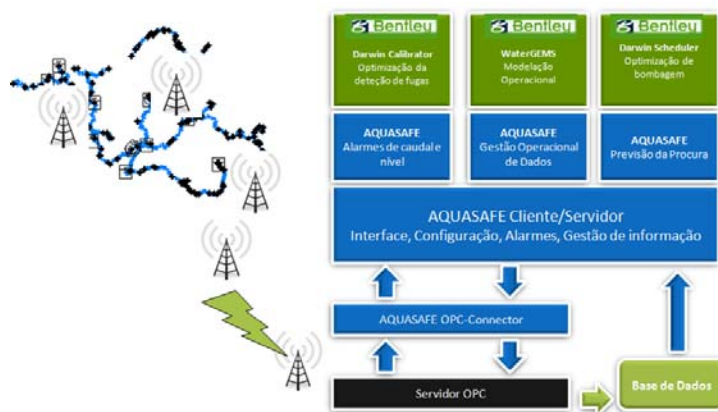 Bentley
Darwin Calibrator
Optimização da
deteção de fugas
Bentley
WaterGEMS
Modelação
Operacional
Bentley
Darwin Scheduler
Optimização de
bombagem
AQUASAFE
Alarmes de caudal e
nível
AQUASAFE
Gestão Operacional
de Dados
AQUASAFE
Previsão da Procura
AQUASAFE Cliente/Servidor
Interface, Configuração, Alarmes, Gestão de informação
AQUASAFE OPC-Connector
Servidor OPC
Base de Dados